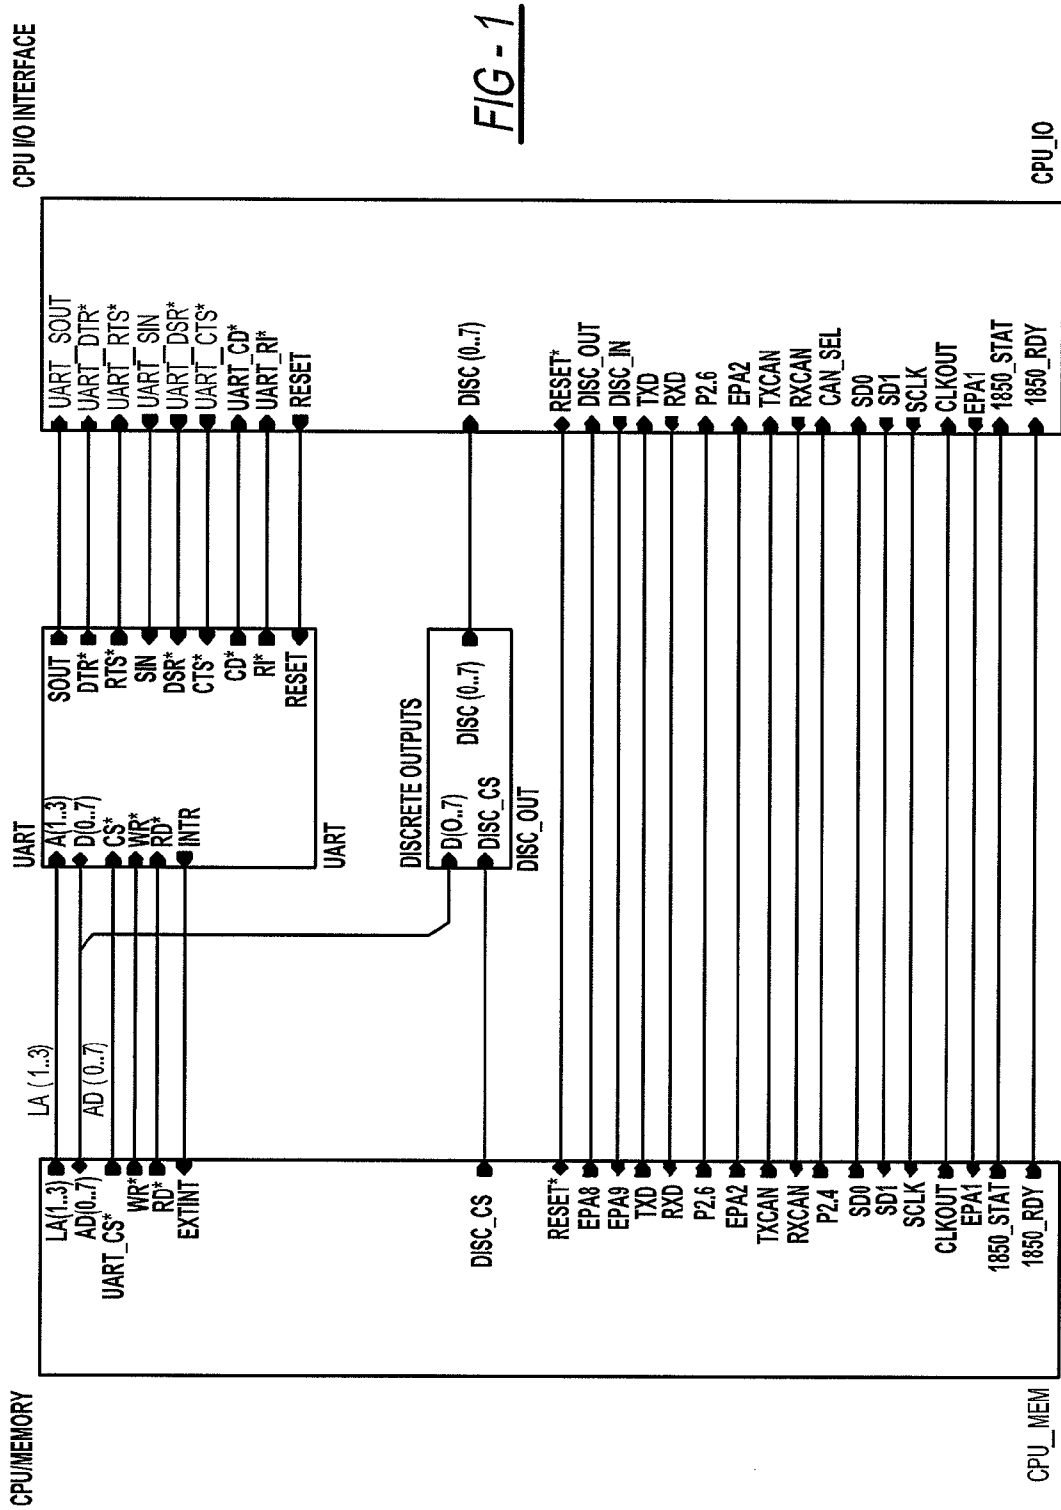 CPU/MEMORY
LA(1..3)
AD(0..7)
UART_CS*
WR*
RD*
EXTINT
DISC_CS
RESET*
EPA8
EPA9
TXD
RXD
P2.6
EPA2
TXCAN
RXCAN
P2.4
SD0
SD1
SCLK
CLKOUT
EPA1
1850_STAT
1850_RDY
CPU_MEM
LA (1..3)
AD (0..7)
UART
A(1..3)
D(0..7)
CS*
WR*
RD*
INTR
SOUT
DTR*
RTS*
SIN
DSR*
CTS*
CD*
RI*
RESET
UART
DISCRETE OUTPUTS
D(O..7)
DISC_CS
DISC (0..7)
DISC_OUT
CPU I/O INTERFACE
UART_SOUT
UART_DTR*
UART_RTS*
UART_SIN
UART_DSR*
UART_CTS*
UART_CD*
UART_RI*
RESET
DISC (0..7)
RESET*
DISC_OUT
DISC_IN
TXD
RXD
P2.6
EPA2
TXCAN
RXCAN
CAN_SEL
SD0
SD1
SCLK
CLKOUT
EPA1
1850_STAT
1850_RDY
CPU_IO
FIG - 1